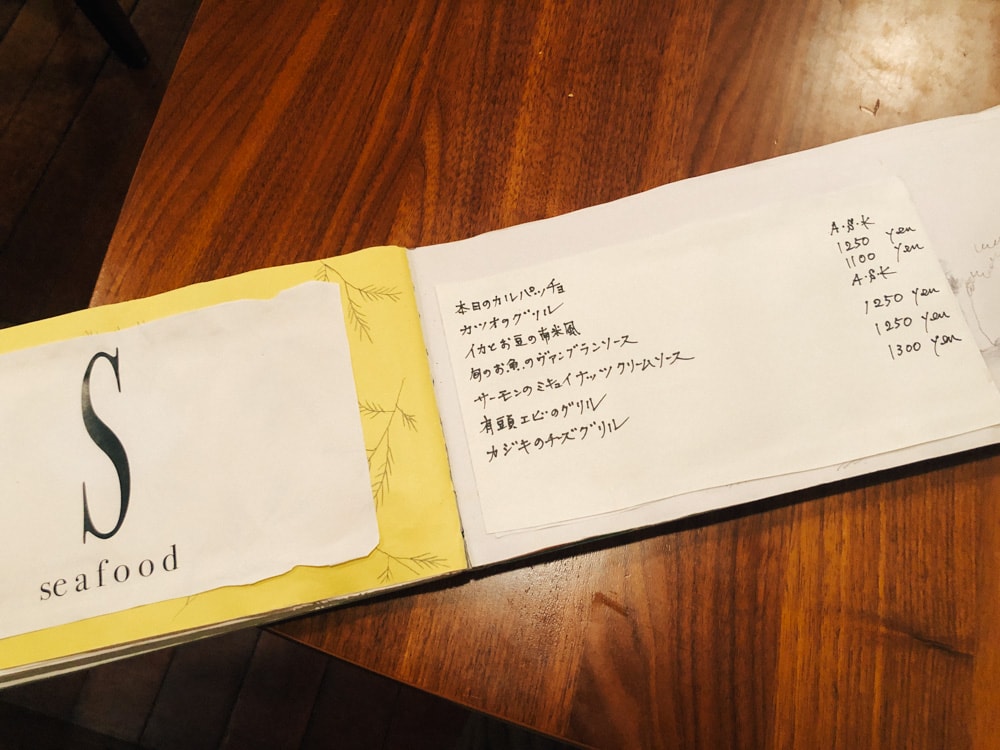 S
seafood
本日のカルパッチョ A.S.K
カツオのグリル 1250 yen
イカとお豆の南米風 1100 yen
旬のお魚のヴァンブランソース A.S.K
サーモンのミキュイナッツクリームソース 1250 yen
有頭エビのグリル 1250 yen
カジキのチーズグリル 1300 yen